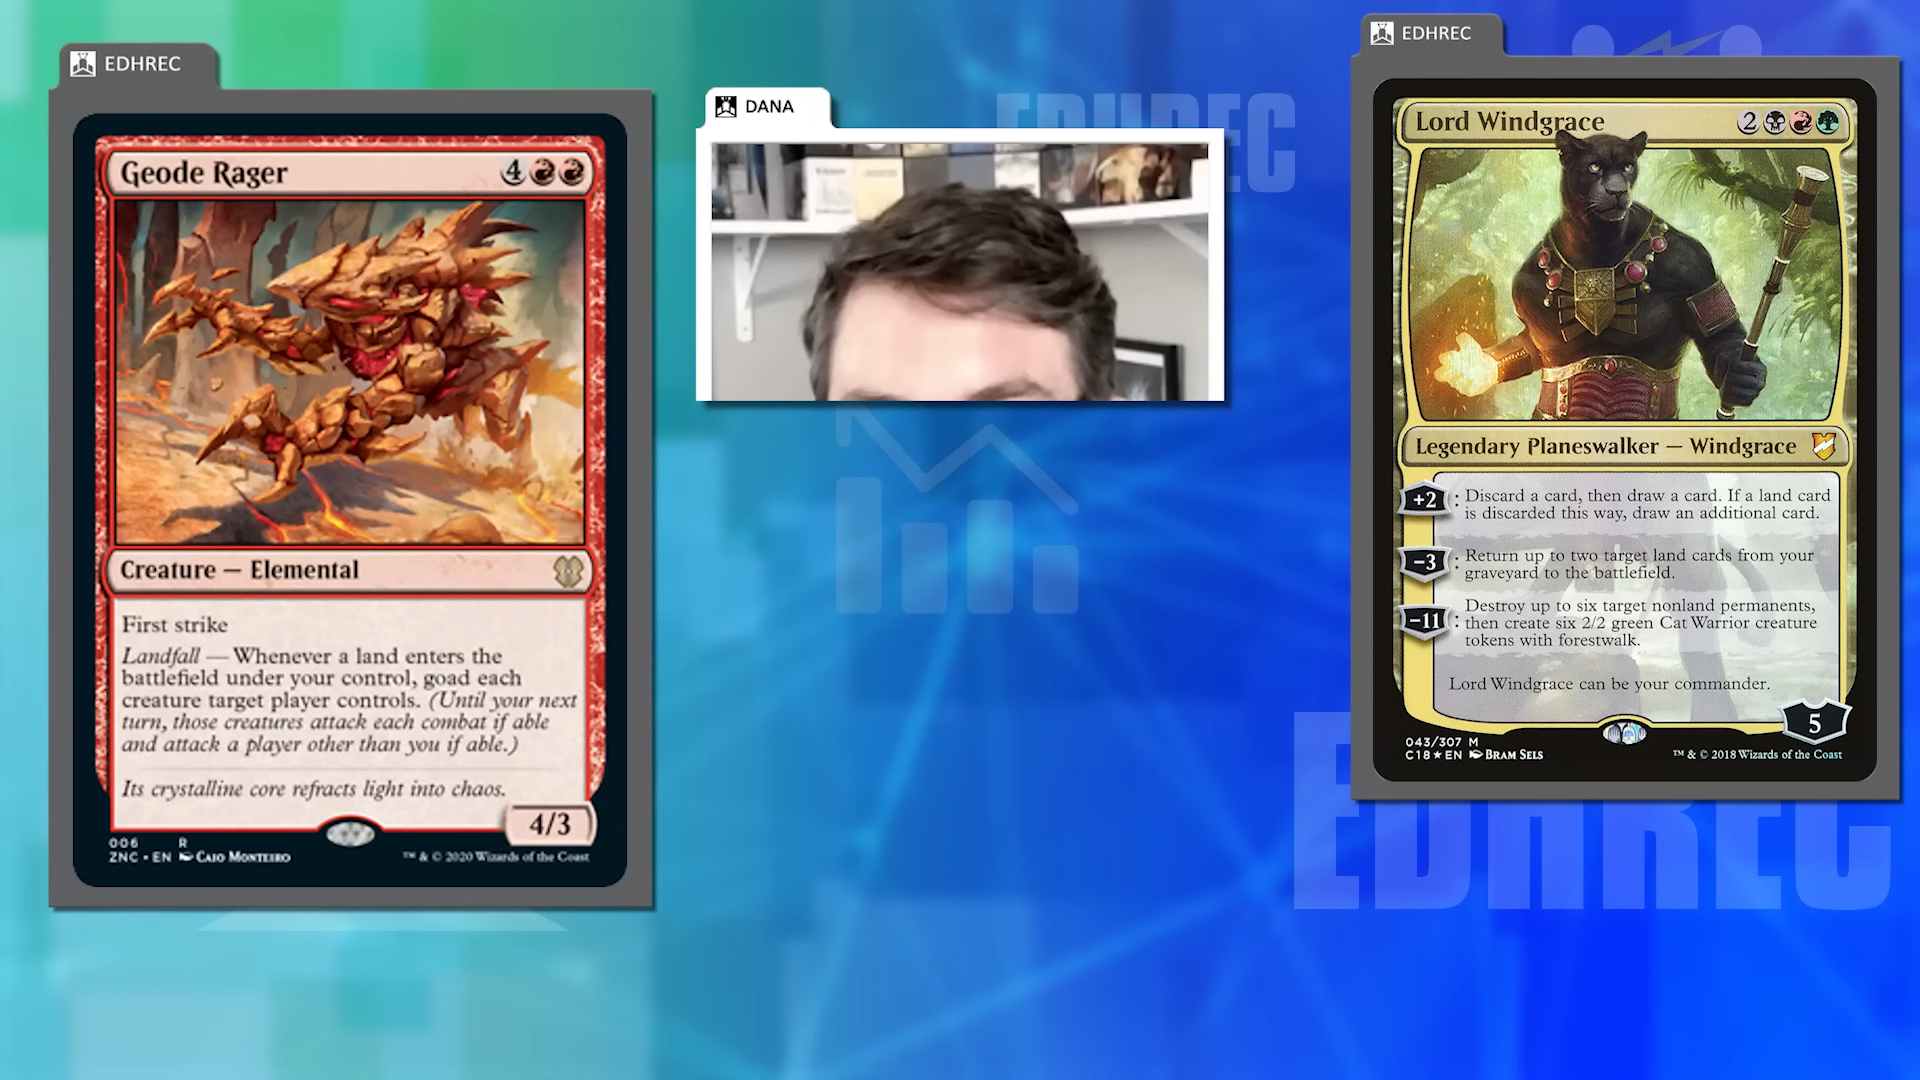 EDHREC
Geode Rager 4
Creature — Elemental
First strike
Landfall — Whenever a land enters the
battlefield under your control, goad each
creature target player controls. (Until your next
turn, those creatures attack each combat if able
and attack a player other than you if able.)
Its crystalline core refracts light into chaos.
4/3
006 R
ZNC • EN Caio Monteiro
™ & © 2020 Wizards of the Coast
DANA
EDHREC
EDHREC
Lord Windgrace 2
Legendary Planeswalker — Windgrace
+2 : Discard a card, then draw a card. If a land card
is discarded this way, draw an additional card.
-3 : Return up to two target land cards from your
graveyard to the battlefield.
-11 : Destroy up to six target nonland permanents,
then create six 2/2 green Cat Warrior creature
tokens with forestwalk.
Lord Windgrace can be your commander.
5
043/307 M
C18 ★ EN Bram Sels
™ & © 2018 Wizards of the Coast
EDHREC